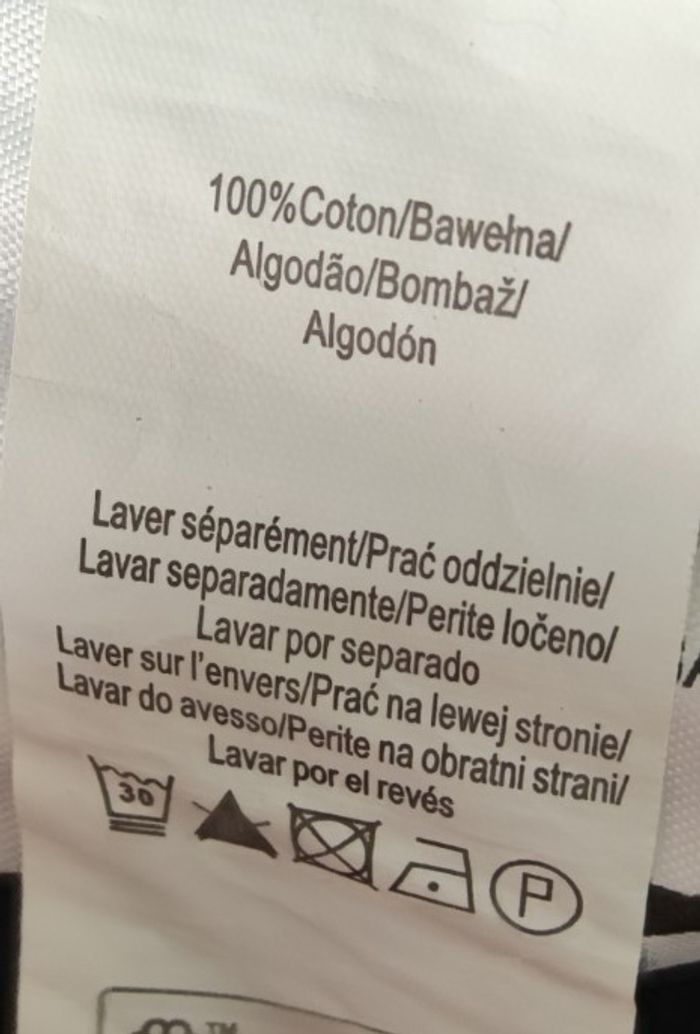 100%Coton/Bawełna/
Algodão/Bombaž/
Algodón
Laver séparément/Prać oddzielnie/
Lavar separadamente/Perite ločeno/
Lavar por separado
Laver sur l'envers/Prać na lewej stronie/
Lavar do avesso/Perite na obratni strani/
Lavar por el revés
30
P
TM